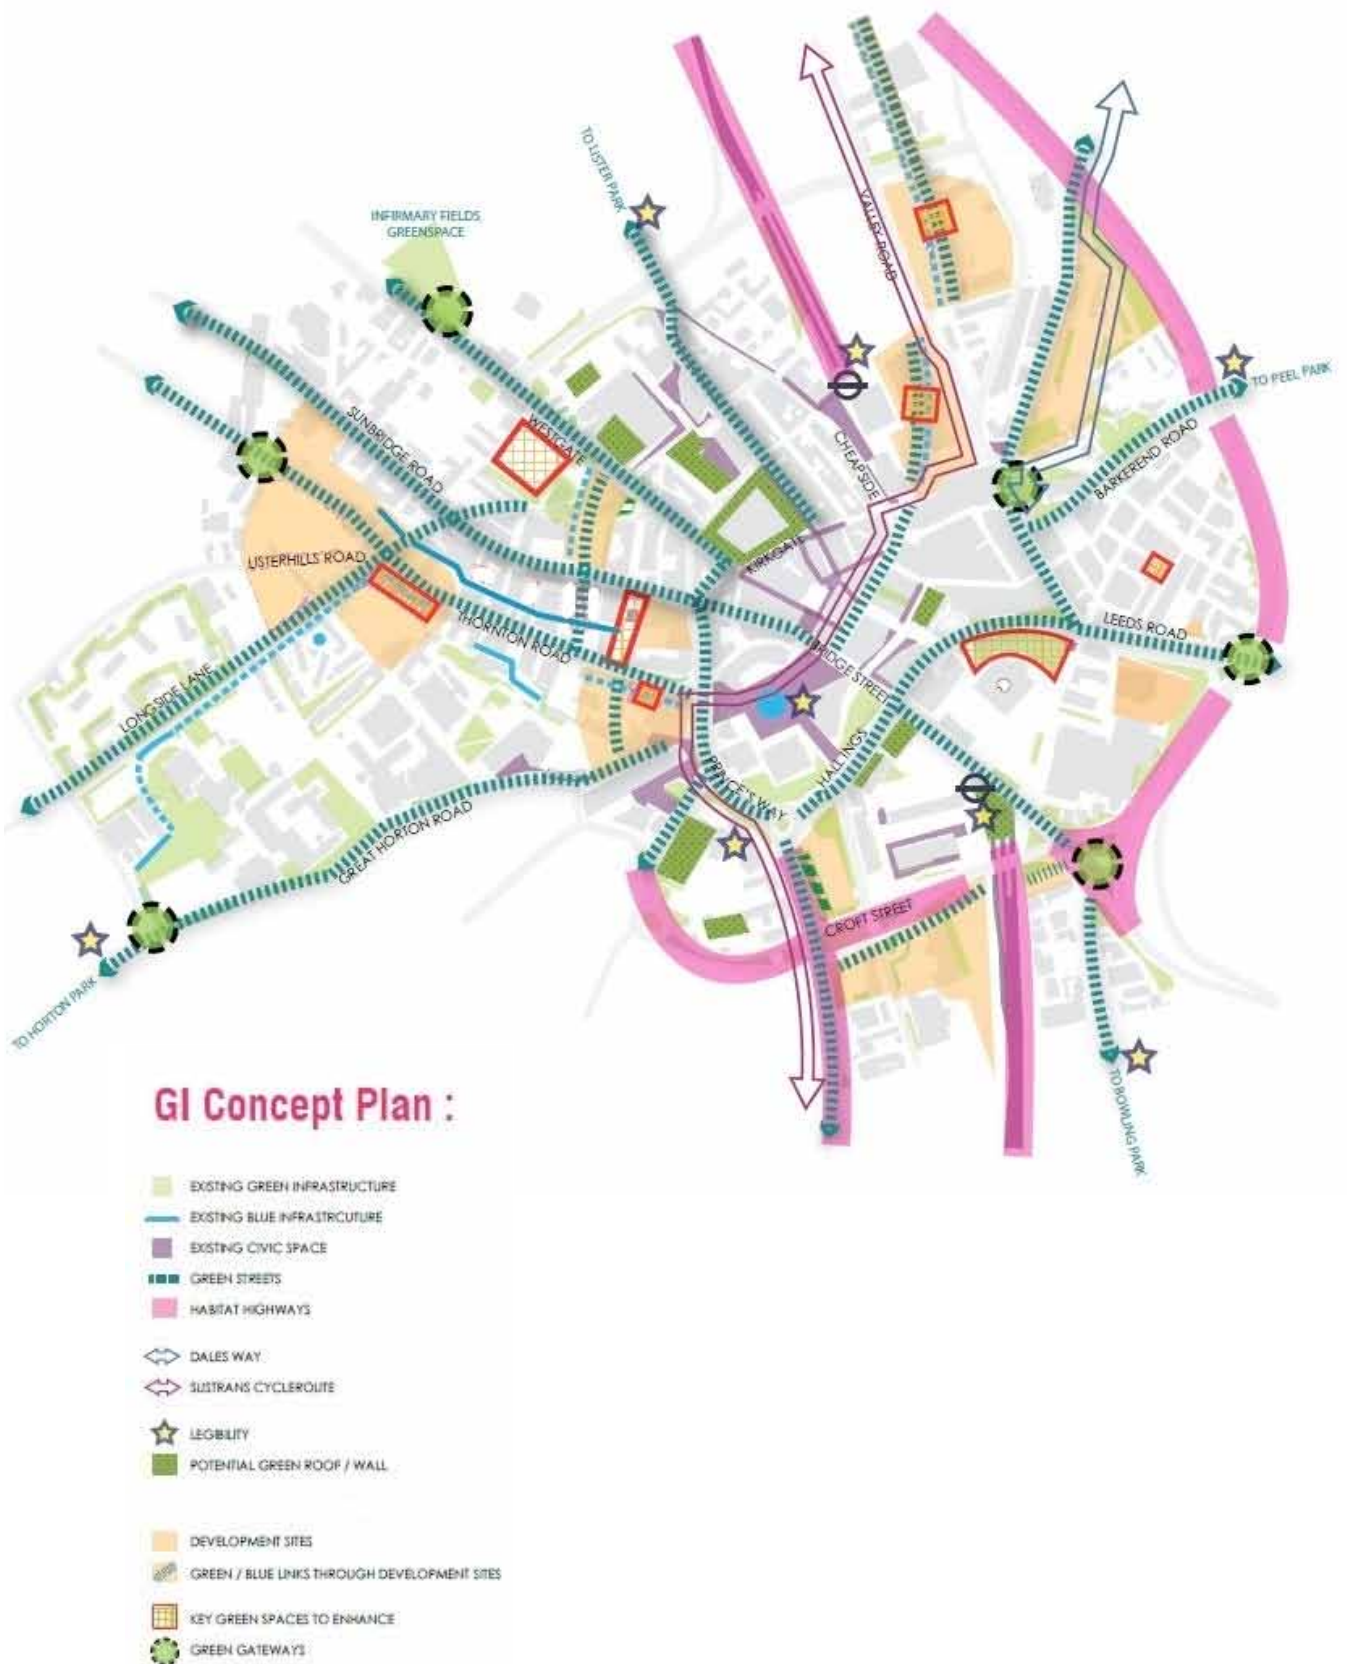 TO LISTER PARK
INFIRMARY FIELDS
GREENSPACE
VALLEY ROAD
TO PEEL PARK
SUNBRIDGE ROAD
WESTGATE
CHEAPSIDE
BARKEREND ROAD
KIRKGATE
LISTERHILLS ROAD
THORNTON ROAD
LEEDS ROAD
BRIDGE STREET
LONGSIDE LANE
HALL INGS
PRINCE'S WAY
GREAT HORTON ROAD
CROFT STREET
TO HORTON PARK
TO BOWLING PARK
GI Concept Plan :
EXISTING GREEN INFRASTRUCTURE
EXISTING BLUE INFRASTRCUTURE
EXISTING CIVIC SPACE
GREEN STREETS
HABITAT HIGHWAYS
DALES WAY
SUSTRANS CYCLEROUTE
LEGIBILITY
POTENTIAL GREEN ROOF / WALL
DEVELOPMENT SITES
GREEN / BLUE LINKS THROUGH DEVELOPMENT SITES
KEY GREEN SPACES TO ENHANCE
GREEN GATEWAYS